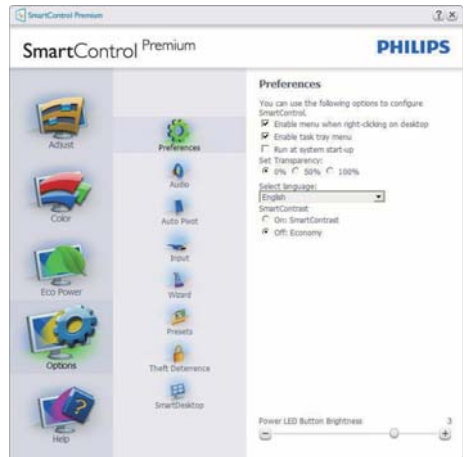 SmartControl Premium
SmartControl Premium
PHILIPS
Adjust
Color
Eco Power
Options
Help
Preferences
Audio
Auto Pivot
Input
Wizard
Presets
Theft Deterrence
SmartDesktop
Preferences
You can use the following options to configure
SmartControl.
Enable menu when right-clicking on desktop
Enable task tray menu
Run at system start-up
Set Transparency:
0% 50% 100%
Select language:
English
SmartContrast
On: SmartContrast
Off: Economy
Power LED Button Brightness 3